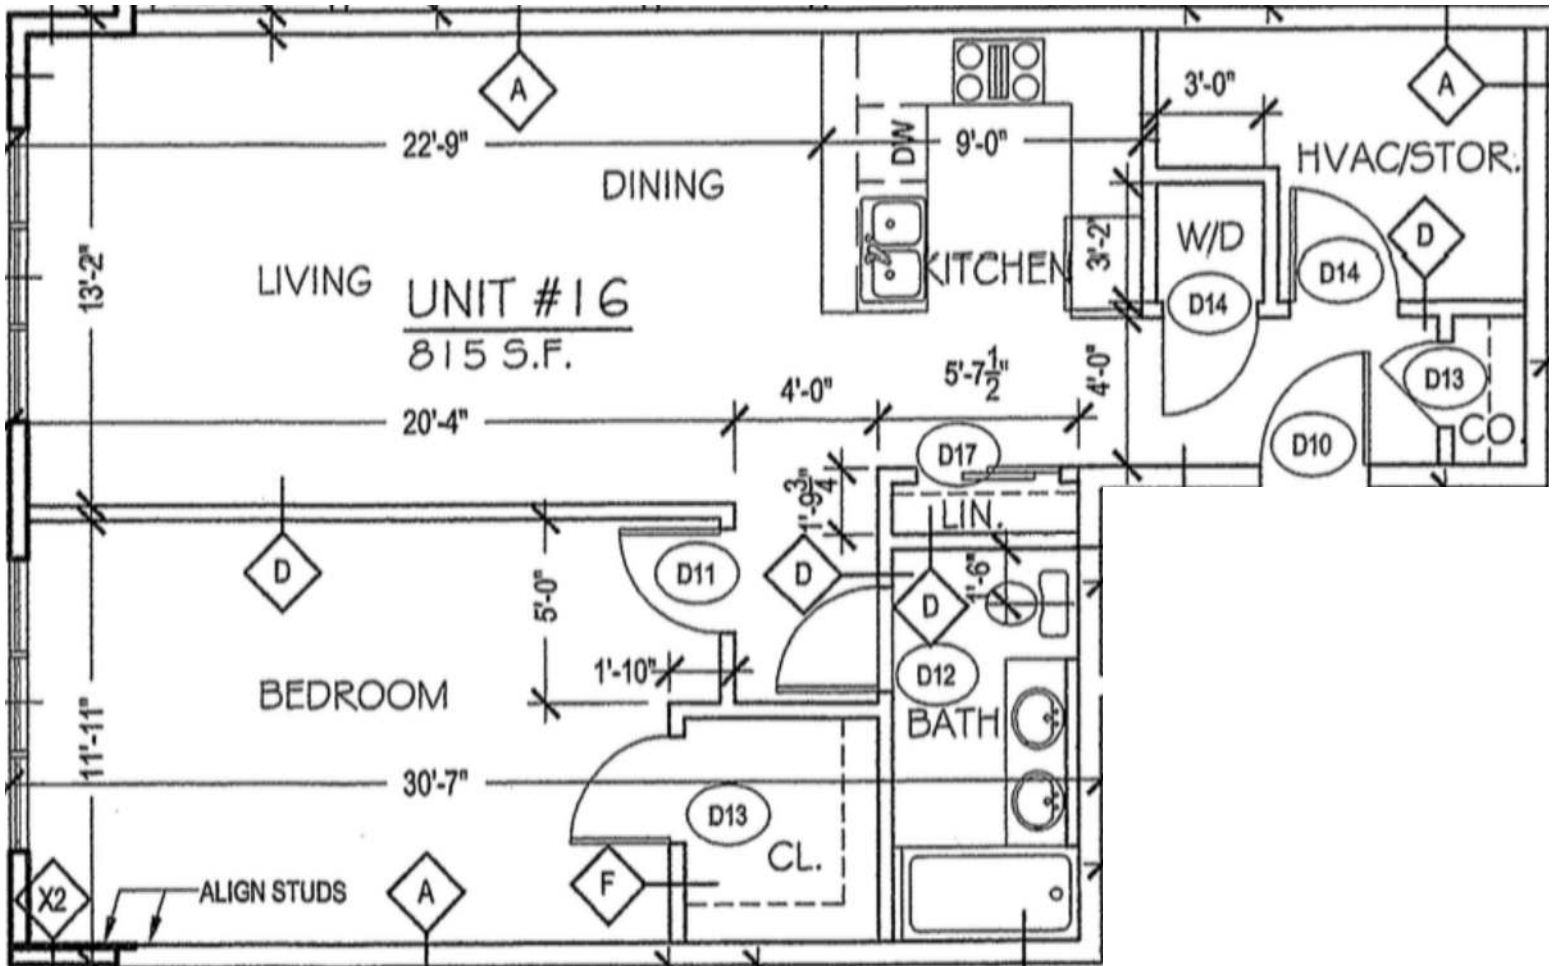 A
A
3'-0"
22'-9"
DW
9'-0"
HVAC/STOR.
DINING
W/D
3'-2"
D
LIVING
KITCHEN
D14
D14
13'-2"
UNIT #16
815 S.F.
4'-0"
5'-7 1/2"
4'-0"
D13
20'-4"
D17
D10
CO.
1'-9 3/4"
LIN.
D
D11
D
D
1'-6"
5'-0"
1'-10"
D12
BEDROOM
BATH
11'-11"
30'-7"
D13
CL.
X2
ALIGN STUDS
A
F